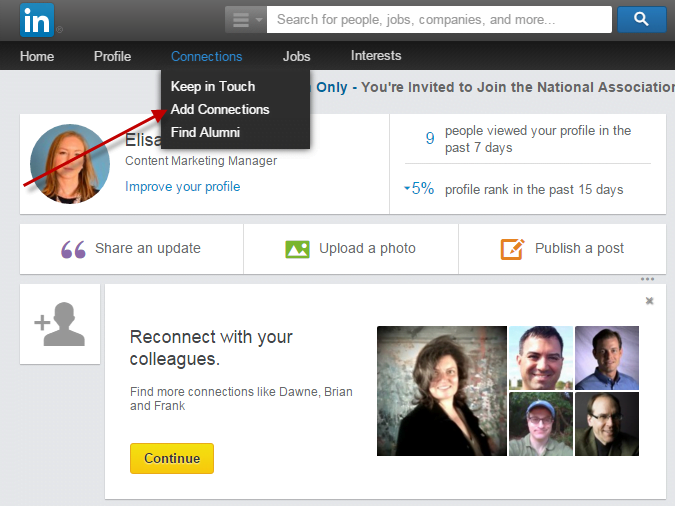 in
Search for people, jobs, companies, and more...
Home Profile Connections Jobs Interests
Keep in Touch
Add Connections
Find Alumni
Only - You're Invited to Join the National Association
Elisa
Content Marketing Manager
Improve your profile
9 people viewed your profile in the
past 7 days
5% profile rank in the past 15 days
Share an update Upload a photo Publish a post
Reconnect with your
colleagues.
Find more connections like Dawne, Brian
and Frank
Continue